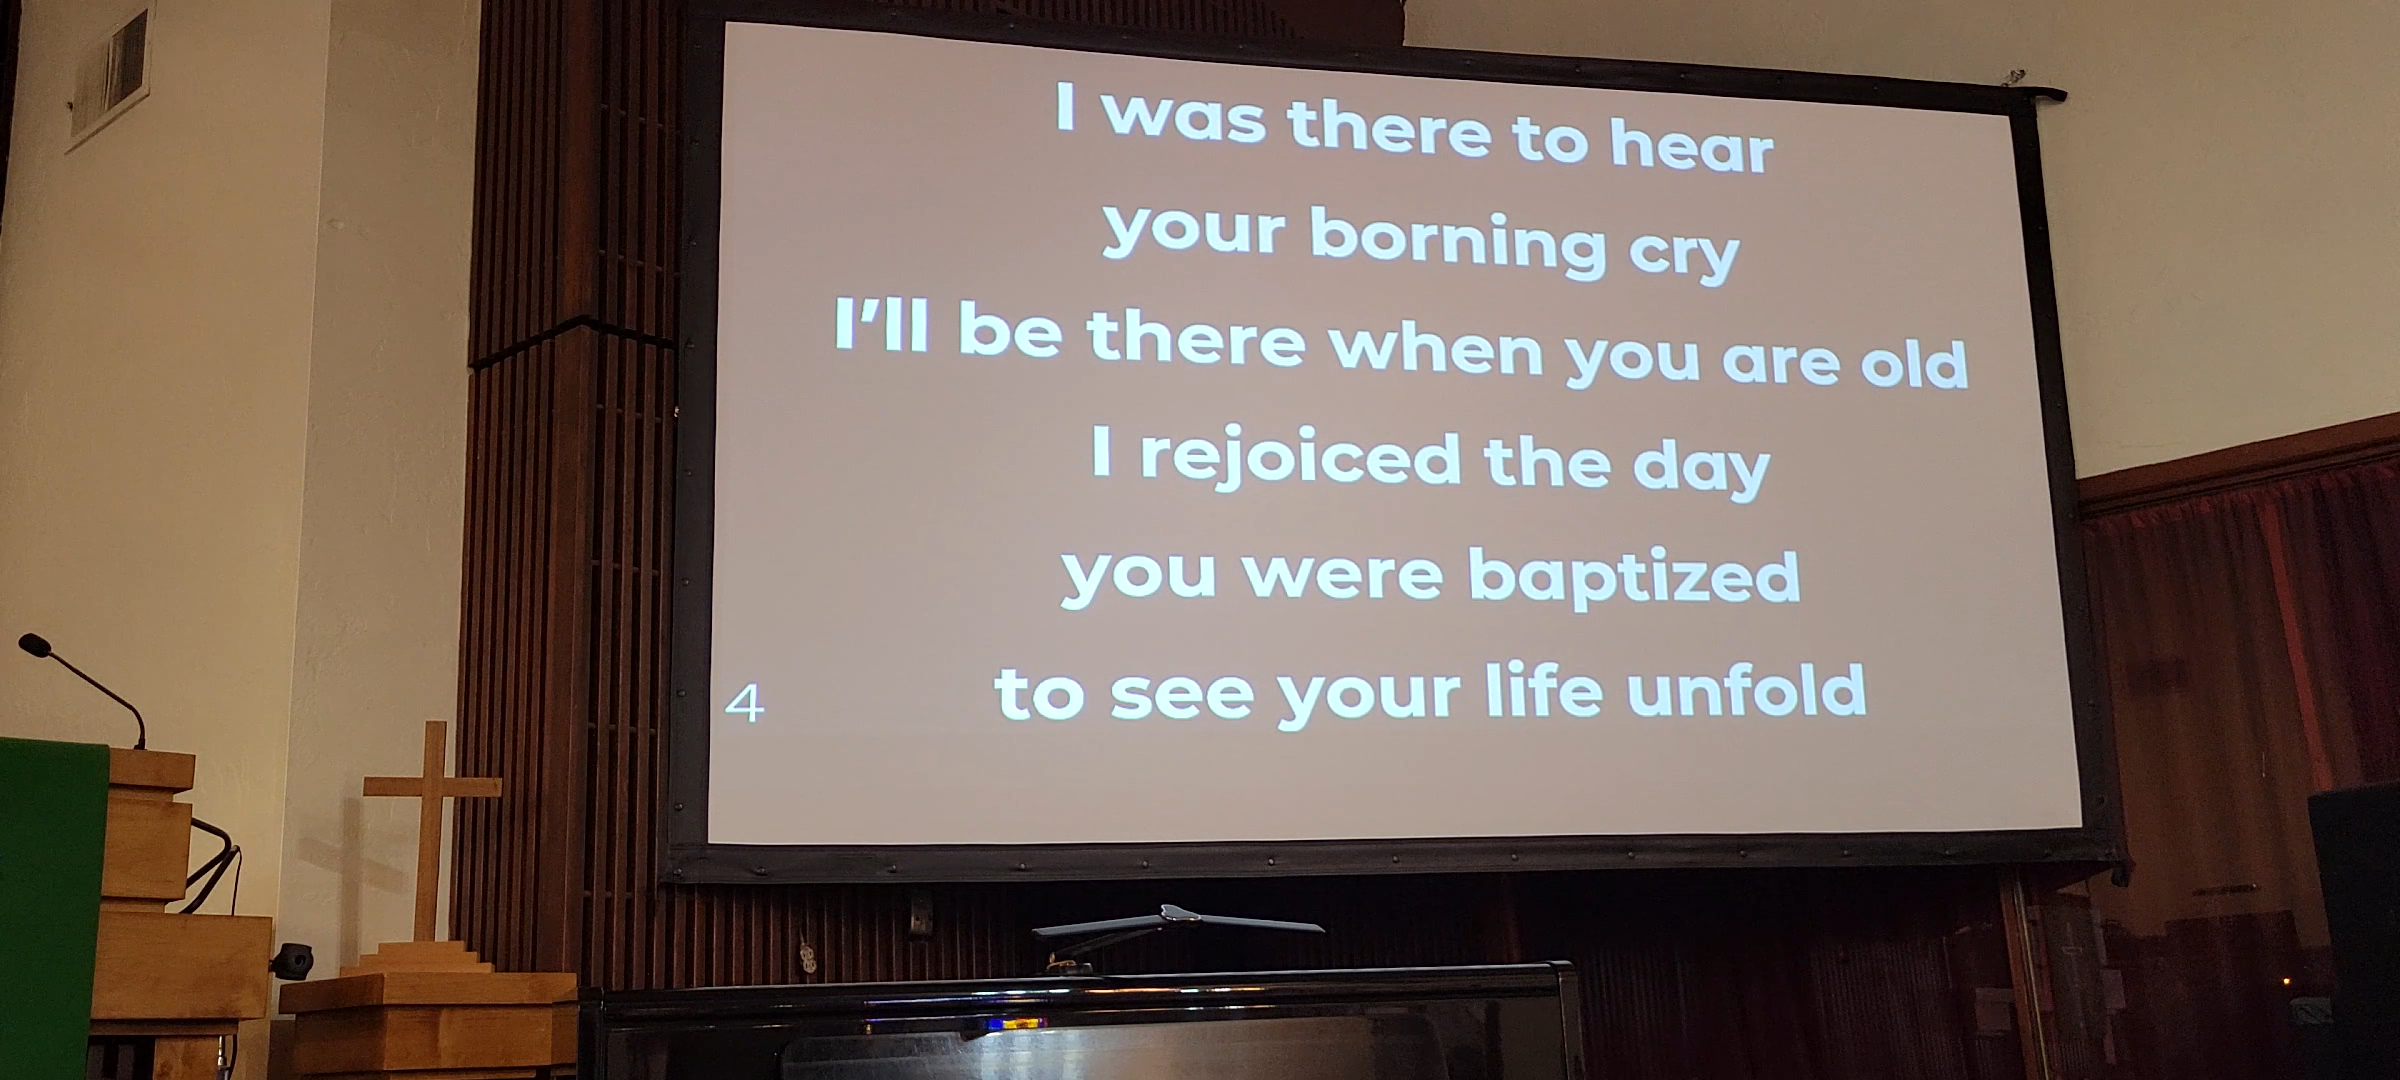 I was there to hear
your borning cry
I'll be there when you are old
I rejoiced the day
you were baptized
to see your life unfold
4